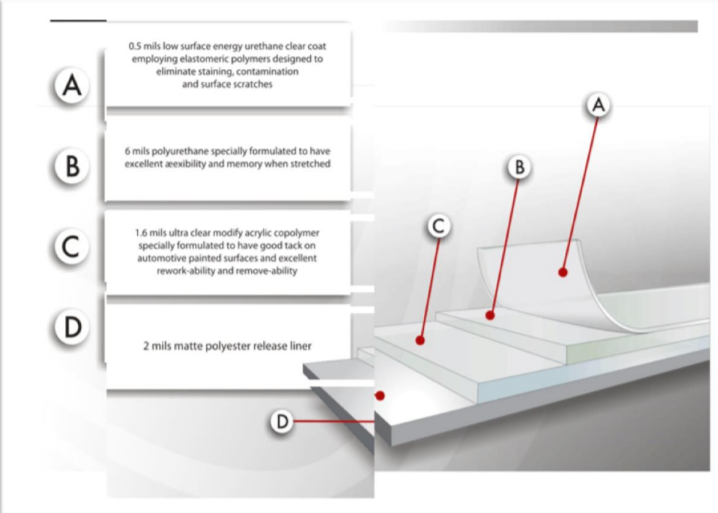 A
0.5 mils low surface energy urethane clear coat
employing elastomeric polymers designed to
eliminate staining, contamination
and surface scratches
B
6 mils polyurethane specially formulated to have
excellent æexibility and memory when stretched
C
1.6 mils ultra clear modify acrylic copolymer
specially formulated to have good tack on
automotive painted surfaces and excellent
rework-ability and remove-ability
D
2 mils matte polyester release liner
A
B
C
D